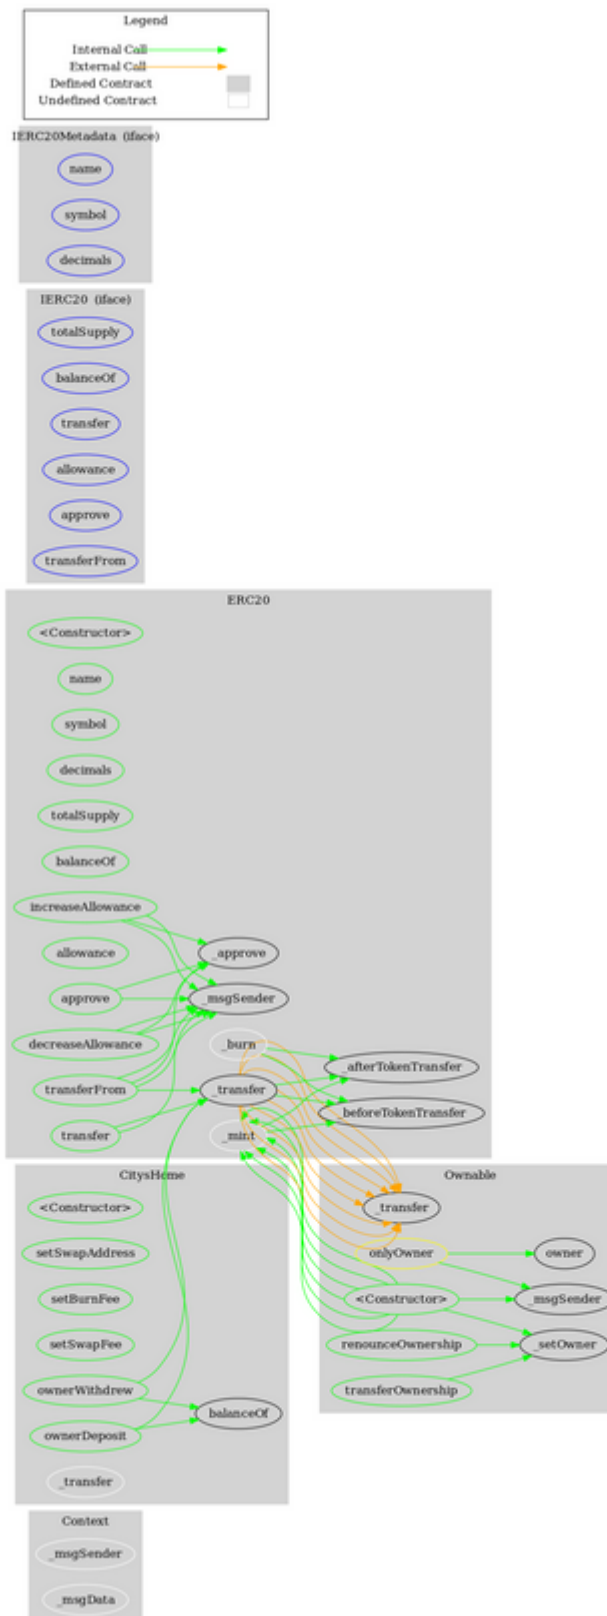 Legend
Internal Call
External Call
Defined Contract
Undefined Contract
IERC20Metadata (iface)
name
symbol
decimals
IERC20 (iface)
totalSupply
balanceOf
transfer
allowance
approve
transferFrom
ERC20
<Constructor>
name
symbol
decimals
totalSupply
balanceOf
increaseAllowance
allowance
_approve
approve
_msgSender
decreaseAllowance
_burn
transferFrom
_transfer
_afterTokenTransfer
transfer
_mint
_beforeTokenTransfer
CitysHome
<Constructor>
setSwapAddress
setBurnFee
setSwapFee
ownerWithdrew
balanceOf
ownerDeposit
_transfer
Ownable
_transfer
onlyOwner
owner
<Constructor>
_msgSender
renounceOwnership
_setOwner
transferOwnership
Context
_msgSender
_msgData